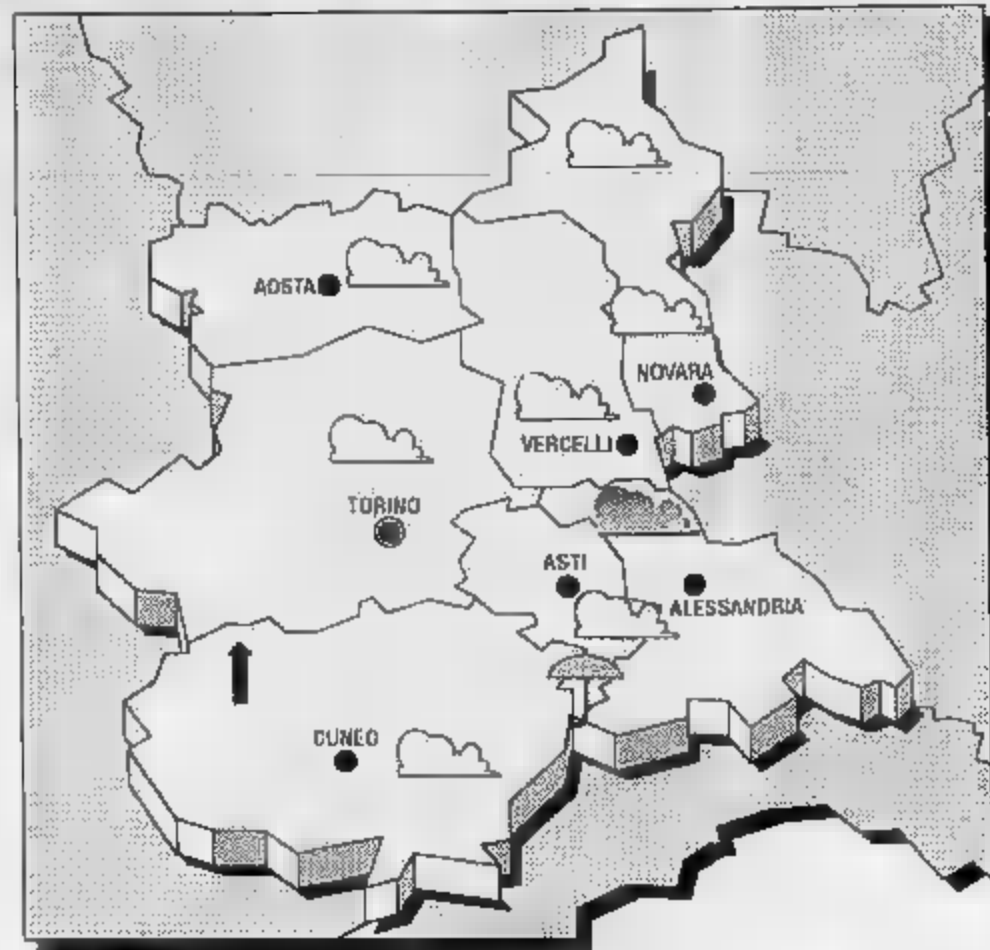 AOSTA
NOVARA
VERCELLI
TORINO
ASTI
ALESSANDRIA
CUNEO